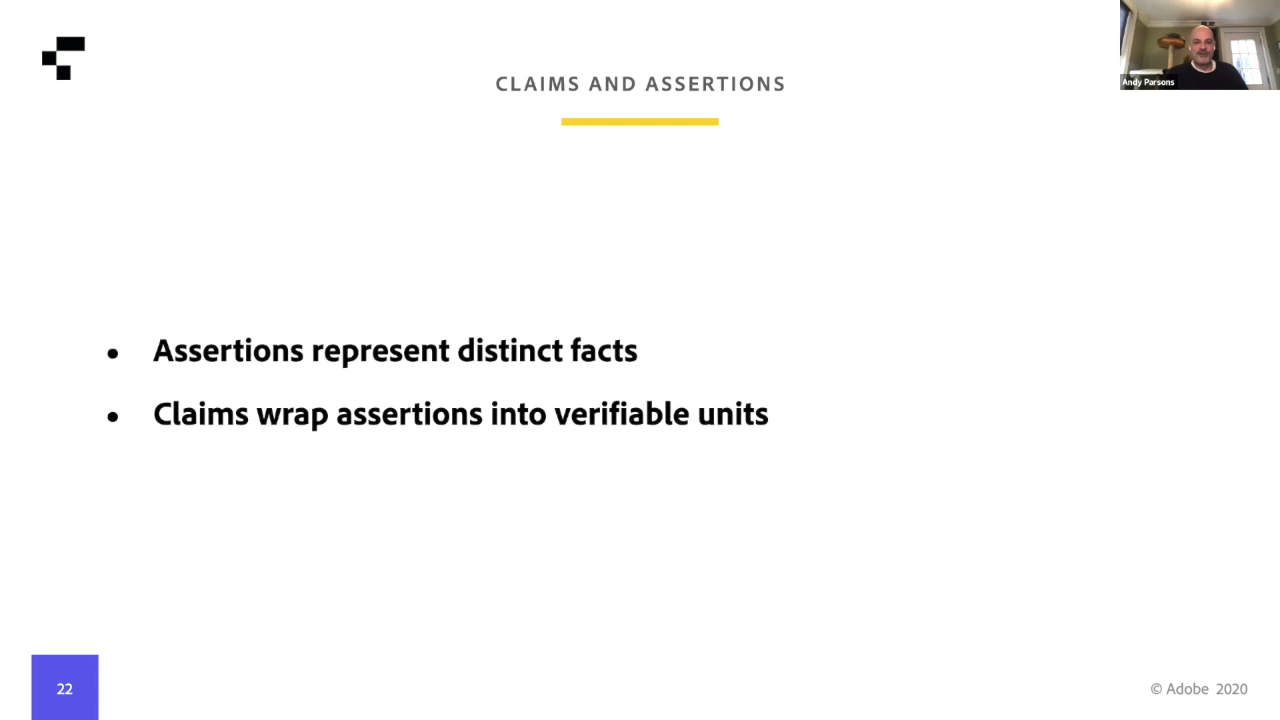 CLAIMS AND ASSERTIONS
Andy Parsons
• Assertions represent distinct facts
• Claims wrap assertions into verifiable units
22
© Adobe 2020